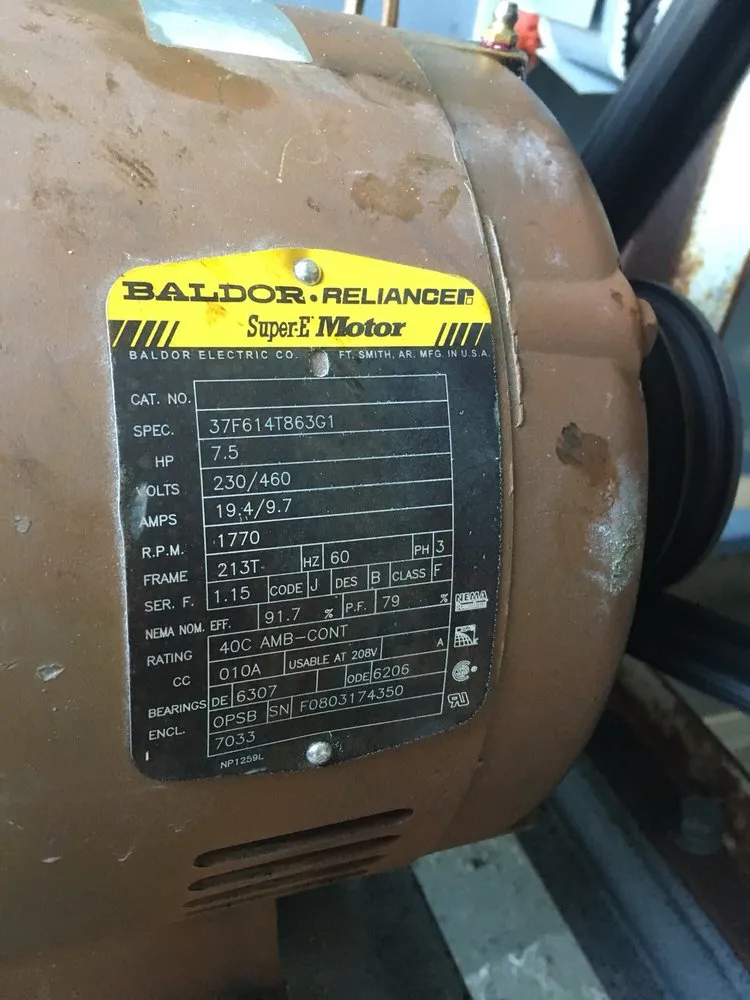 BALDOR • RELIANCE
Super-E Motor
BALDOR ELECTRIC CO. FT. SMITH, AR. MFG. IN U.S.A.
CAT. NO.
SPEC. 37F614T863G1
HP 7.5
VOLTS 230/460
AMPS 19.4/9.7
R.P.M. 1770
FRAME 213T HZ 60 PH 3
SER. F. 1.15 CODE J DES B CLASS F
NEMA NOM. EFF. 91.7 % P.F. 79 %
RATING 40C AMB-CONT
CC 010A USABLE AT 208V A
BEARINGS DE 6307 ODE 6206
ENCL. OPSB SN F0803174350
7033
NP1259L
NEMA